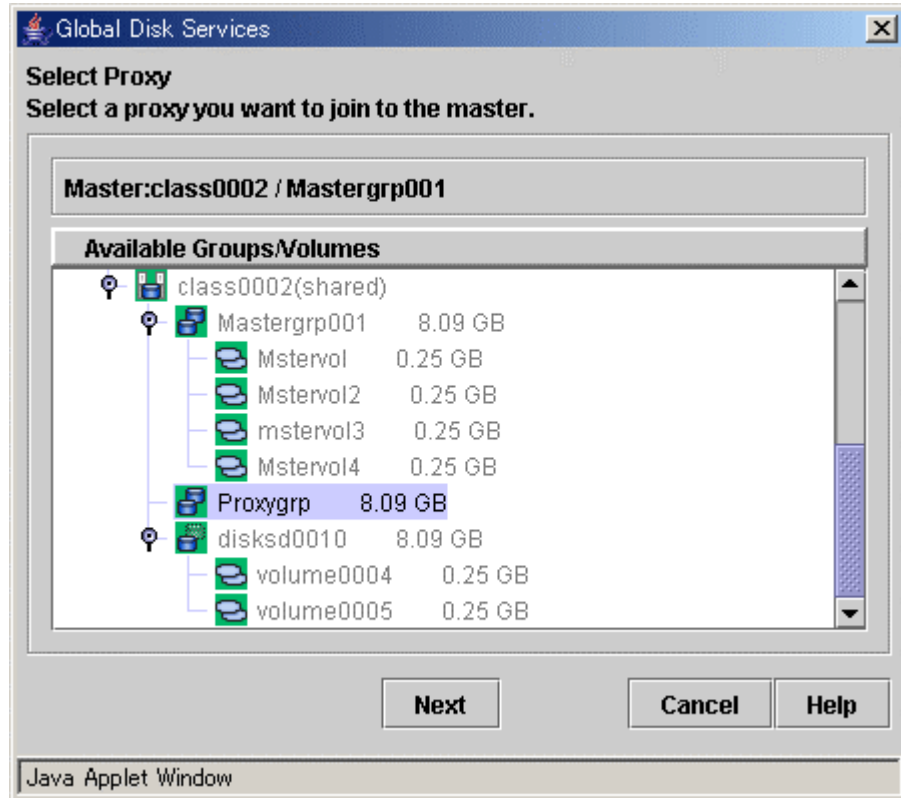 Global Disk Services
Select Proxy
Select a proxy you want to join to the master.
Master:class0002 / Mastergrp001
Available Groups/Volumes
class0002(shared)
Mastergrp001 8.09 GB
Mstervol 0.25 GB
Mstervol2 0.25 GB
mstervol3 0.25 GB
Mstervol4 0.25 GB
Proxygrp 8.09 GB
disksd0010 8.09 GB
volume0004 0.25 GB
volume0005 0.25 GB
Next Cancel Help
Java Applet Window